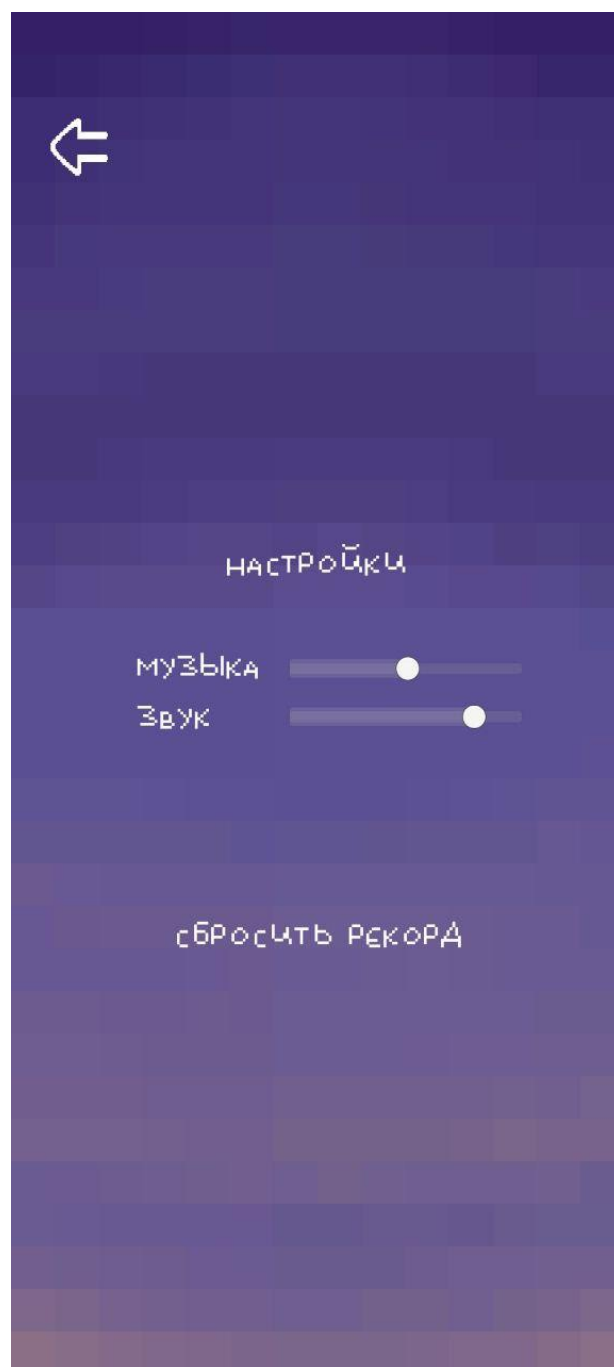 настройки
музыка
звук
сбросить рекорд